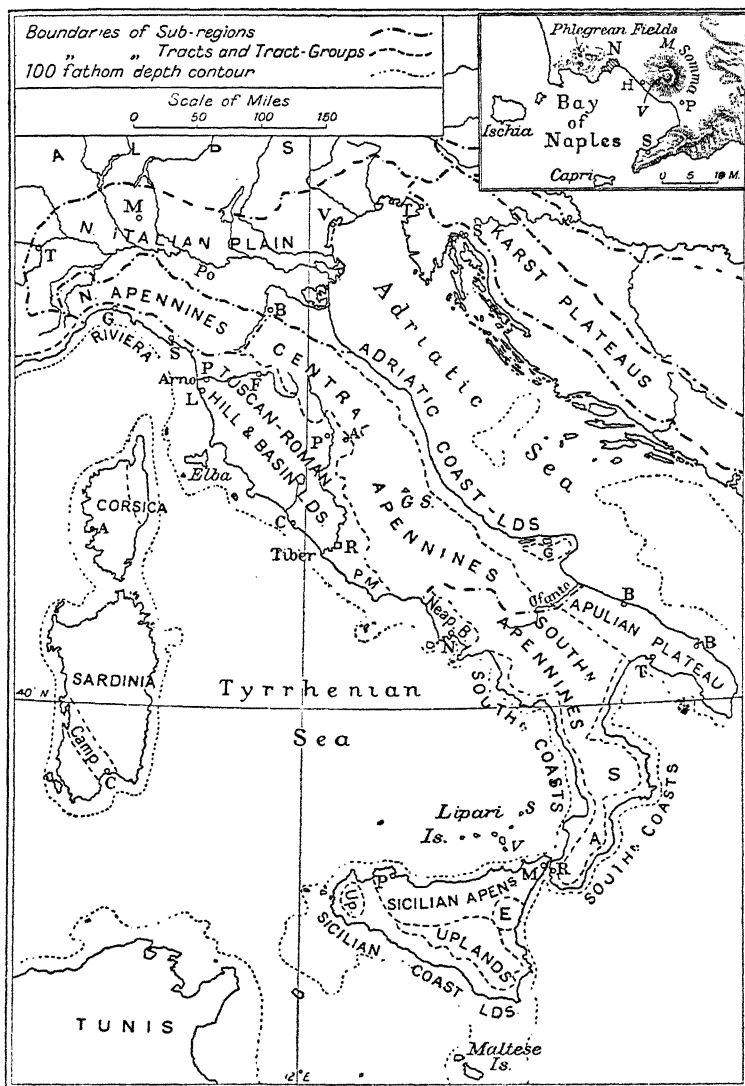 Boundaries of Sub-regions
„ „ Tracts and Tract-Groups
100 fathom depth contour
Scale of Miles
0 50 100 150
Phlegrean Fields
N
M.
Somma
H
V
P
Bay
of
Naples
S
Ischia
Capri
0 5 10 M.
A L P S
M
V
T
N. ITALIAN PLAIN
T
Po
KARST PLATEAUS
N. APENNINES
B
G
RIVIERA
S
Adriatic
Sea
ADRIATIC COAST-LDS
CENTRAL
APENNINES
P
Arno
F
L
TUSCAN-ROMAN
HILL & BASIN LDS.
P
A
Elba
G S.
CORSICA
A
C
Tiber
R
P M
G
Ofanto
B
APULIAN PLATEAU
B
Neap. B.
N
SOUTHN
APENNINES
T
SARDINIA
40° N
Tyrrhenian
Sea
SOUTHN COASTS
Camp
C
S
A
SOUTHN COASTS
Lipari
Is.
S
V
P
M
R
SICILIAN APENS
Up.
E
UPLANDS
SICILIAN COAST LDS.
TUNIS
12° E
Maltese
Is.